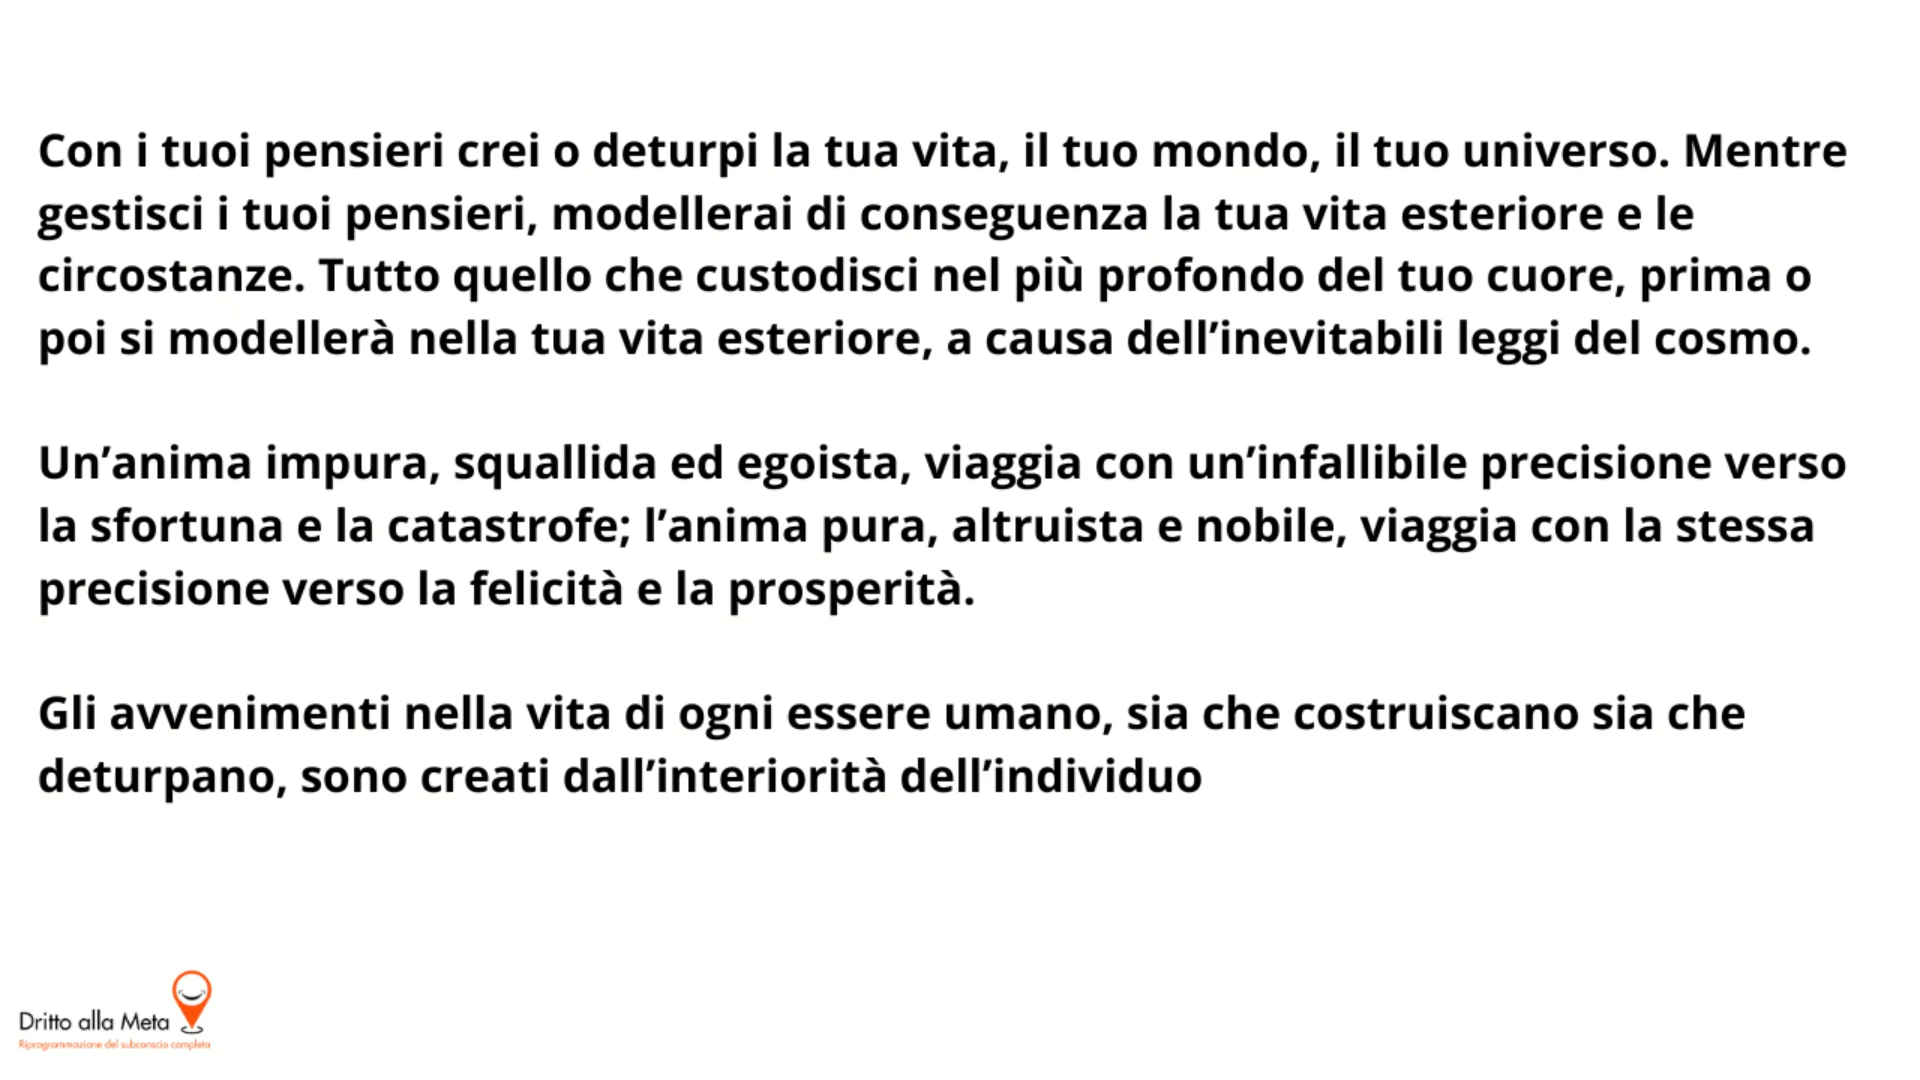 Con i tuoi pensieri crei o deturpi la tua vita, il tuo mondo, il tuo universo. Mentre
gestisci i tuoi pensieri, modellerai di conseguenza la tua vita esteriore e le
circostanze. Tutto quello che custodisci nel più profondo del tuo cuore, prima o
poi si modellerà nella tua vita esteriore, a causa dell’inevitabili leggi del cosmo.
Un’anima impura, squallida ed egoista, viaggia con un’infallibile precisione verso
la sfortuna e la catastrofe; l’anima pura, altruista e nobile, viaggia con la stessa
precisione verso la felicità e la prosperità.
Gli avvenimenti nella vita di ogni essere umano, sia che costruiscano sia che
deturpano, sono creati dall’interiorità dell’individuo
Dritto alla Meta
Riprogrammazione del subconscio completa